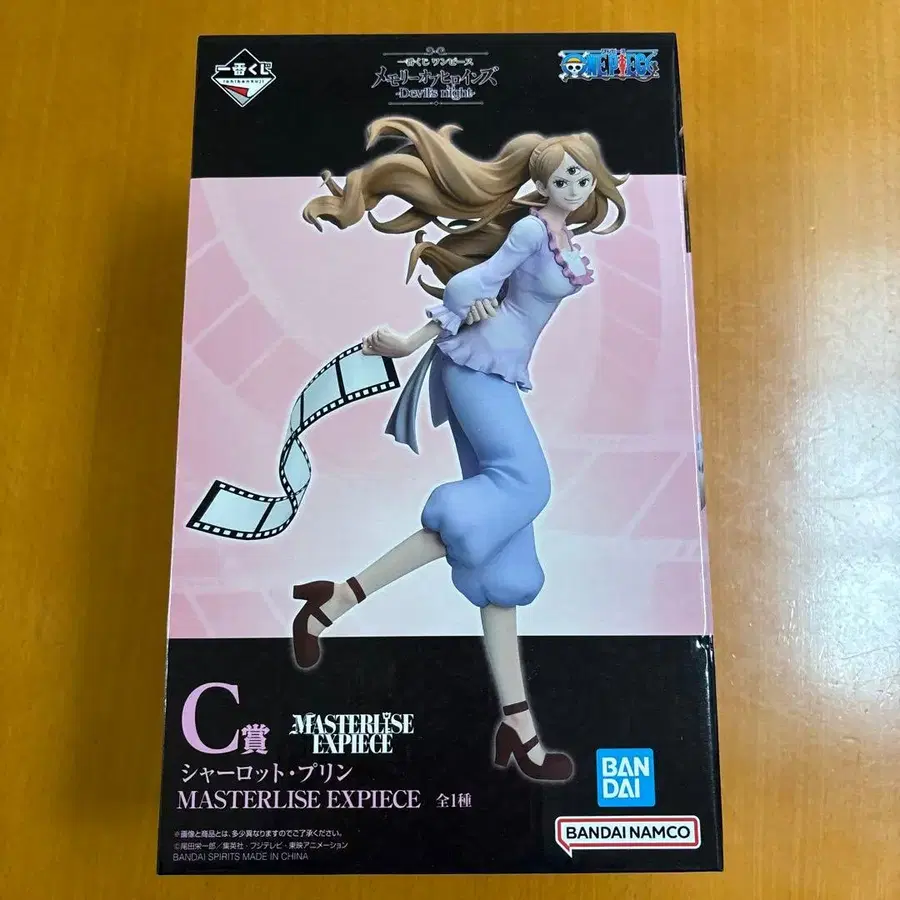 一番くじ
ICHIBANKUJI
一番くじ ワンピース
メモリーオブヒロインズ
-Devil's night-
ONE PIECE
C賞
MASTERLISE
EXPIECE
シャーロット・プリン
MASTERLISE EXPIECE 全1種
※画像と商品とは、多少異なりますのでご了承ください。
©尾田栄一郎／集英社・フジテレビ・東映アニメーション
BANDAI SPIRITS MADE IN CHINA
BAN
DAI
BANDAI NAMCO